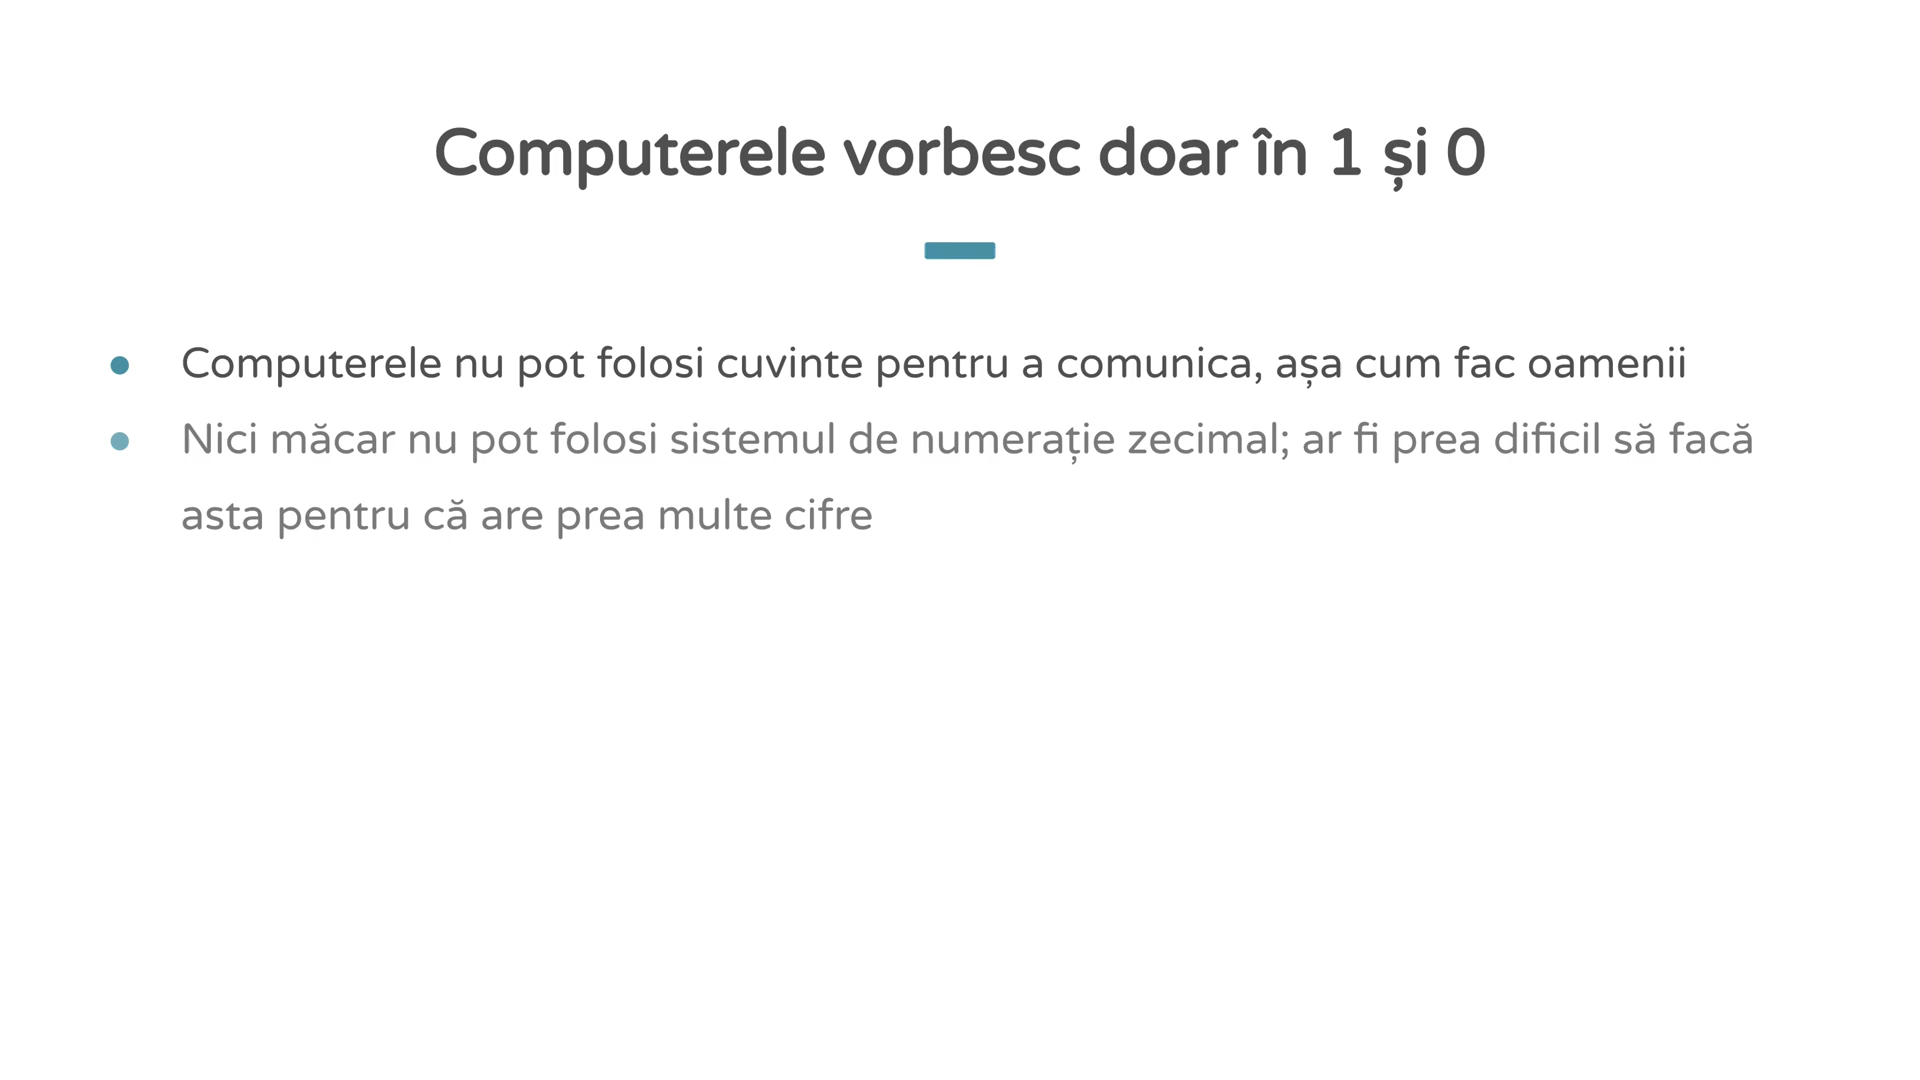 Computerele vorbesc doar în 1 și 0
Computerele nu pot folosi cuvinte pentru a comunica, așa cum fac oamenii
Nici măcar nu pot folosi sistemul de numerație zecimal; ar fi prea dificil să facă
asta pentru că are prea multe cifre